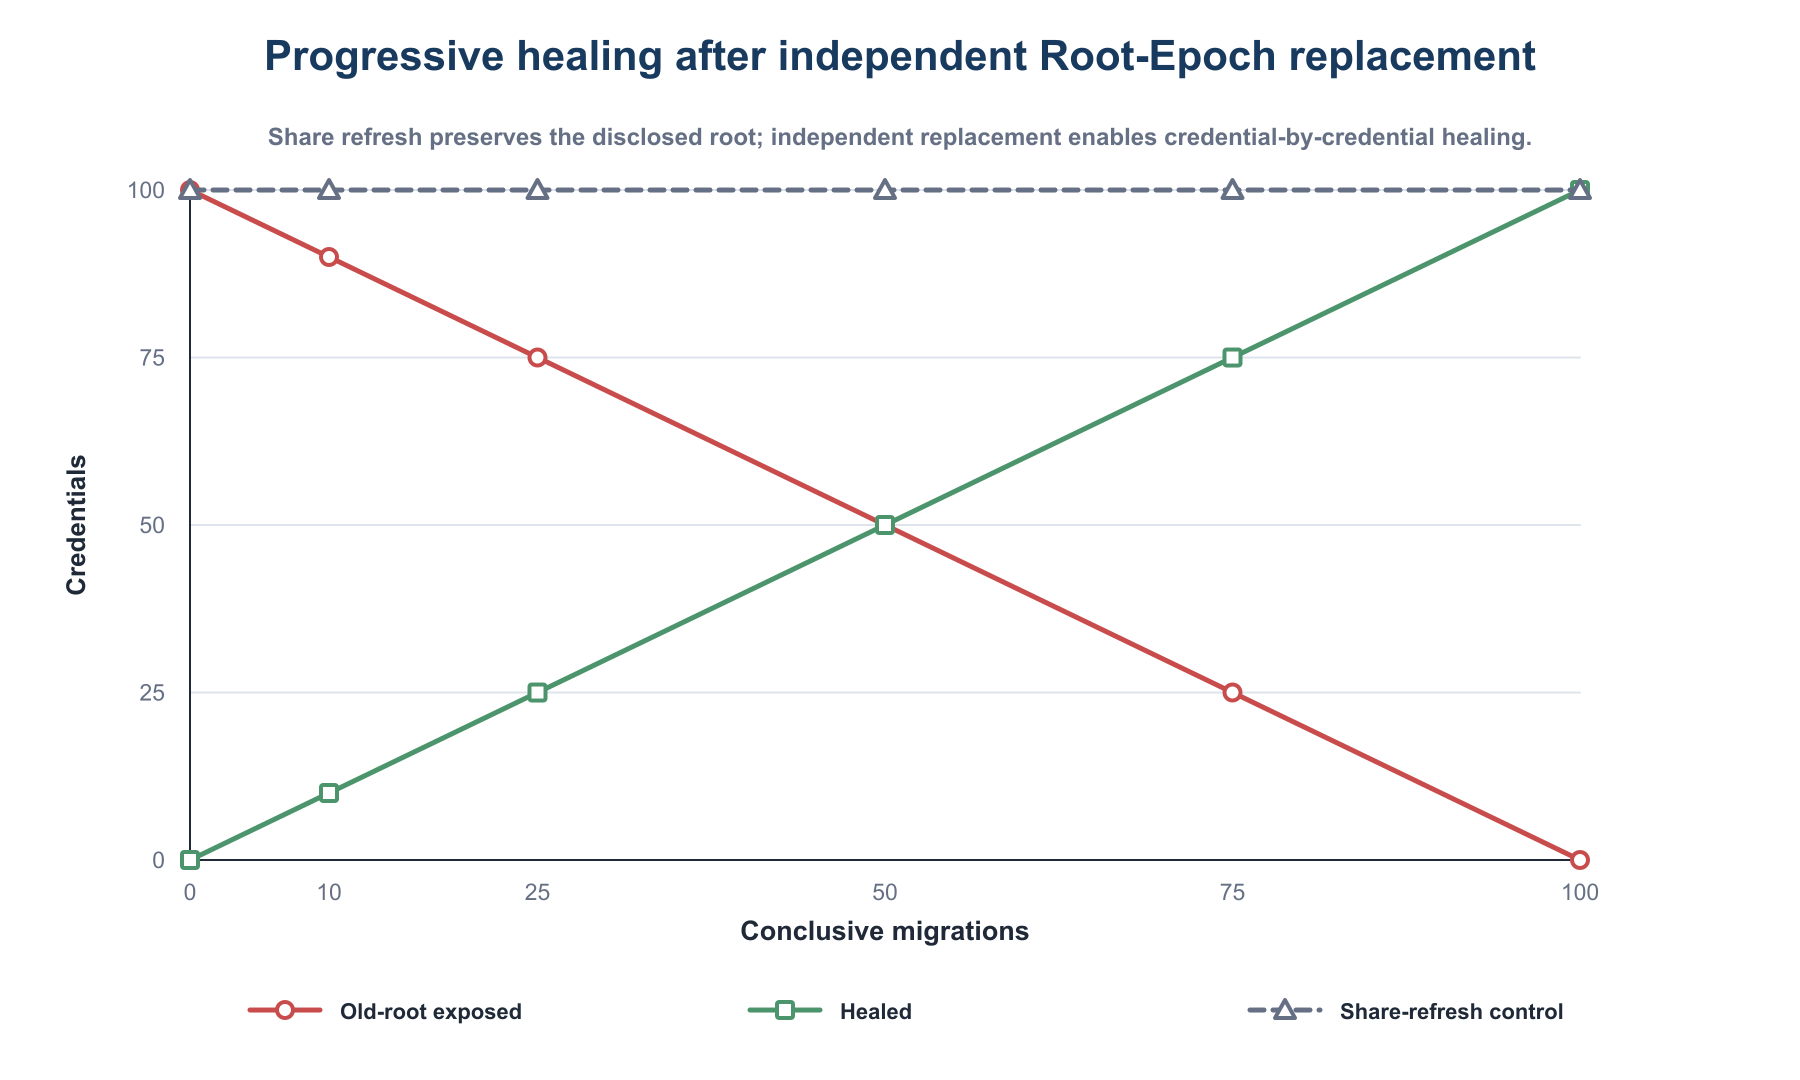 Progressive healing after independent Root-Epoch replacement
Share refresh preserves the disclosed root; independent replacement enables credential-by-credential healing.
100
75
50
25
0
Credentials
0 10 25 50 75 100
Conclusive migrations
Old-root exposed Healed Share-refresh control